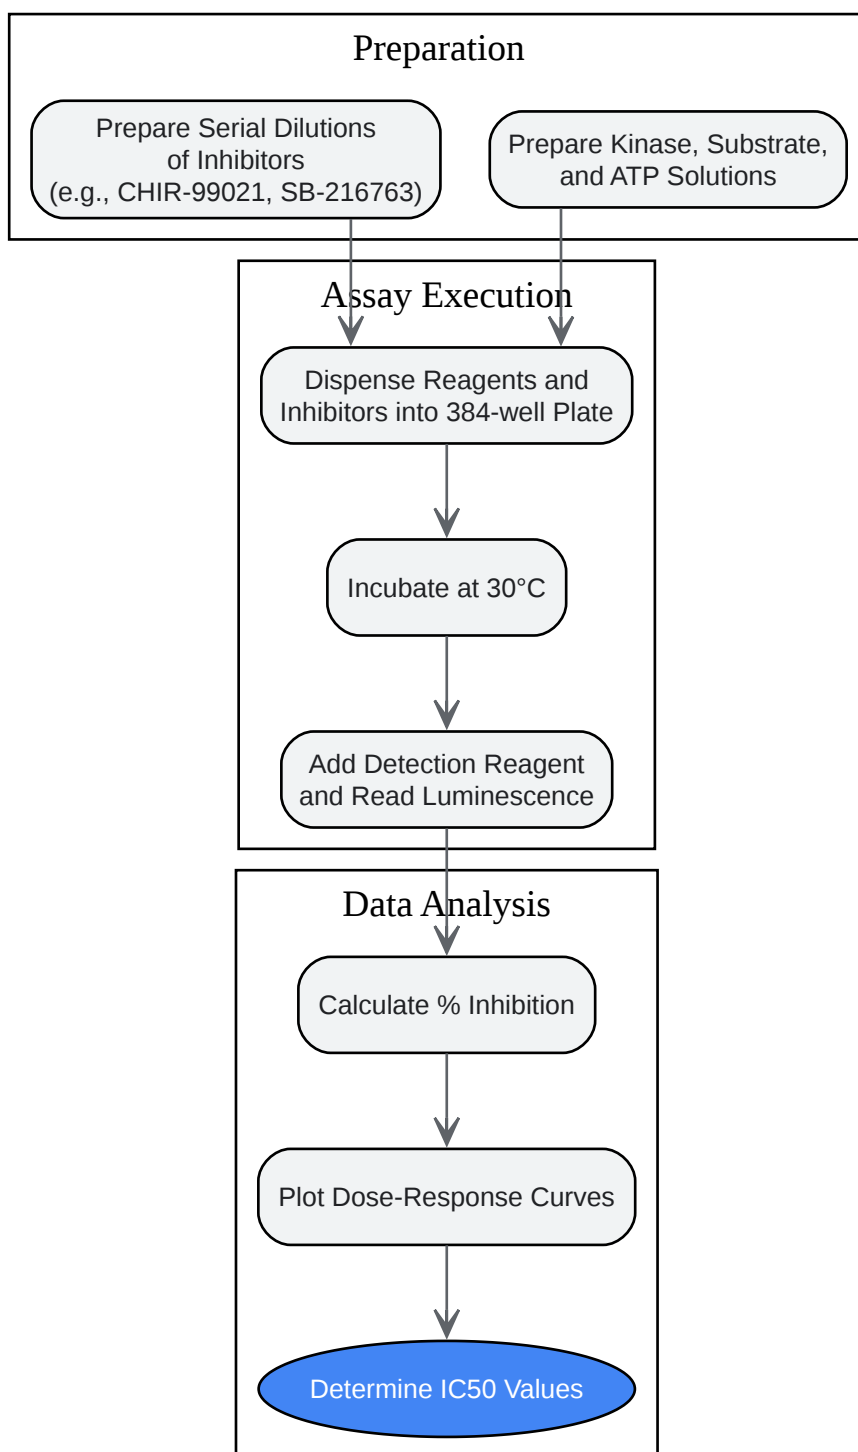 Preparation
Prepare Serial Dilutions
of Inhibitors
(e.g., CHIR-99021, SB-216763)
Prepare Kinase, Substrate,
and ATP Solutions
Assay Execution
Dispense Reagents and
Inhibitors into 384-well Plate
Incubate at 30°C
Add Detection Reagent
and Read Luminescence
Data Analysis
Calculate % Inhibition
Plot Dose-Response Curves
Determine IC50 Values